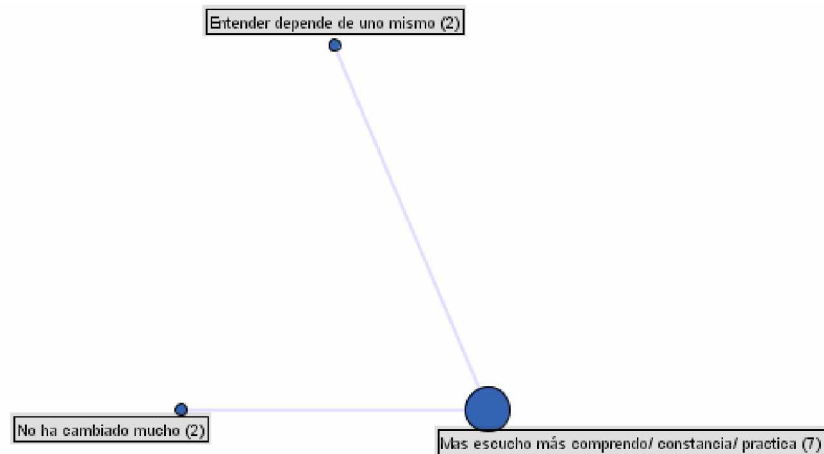 Entender depende de uno mismo (2)
No ha cambiado mucho (2)
Mas escucho más comprendo/ constancia/ practica (7)